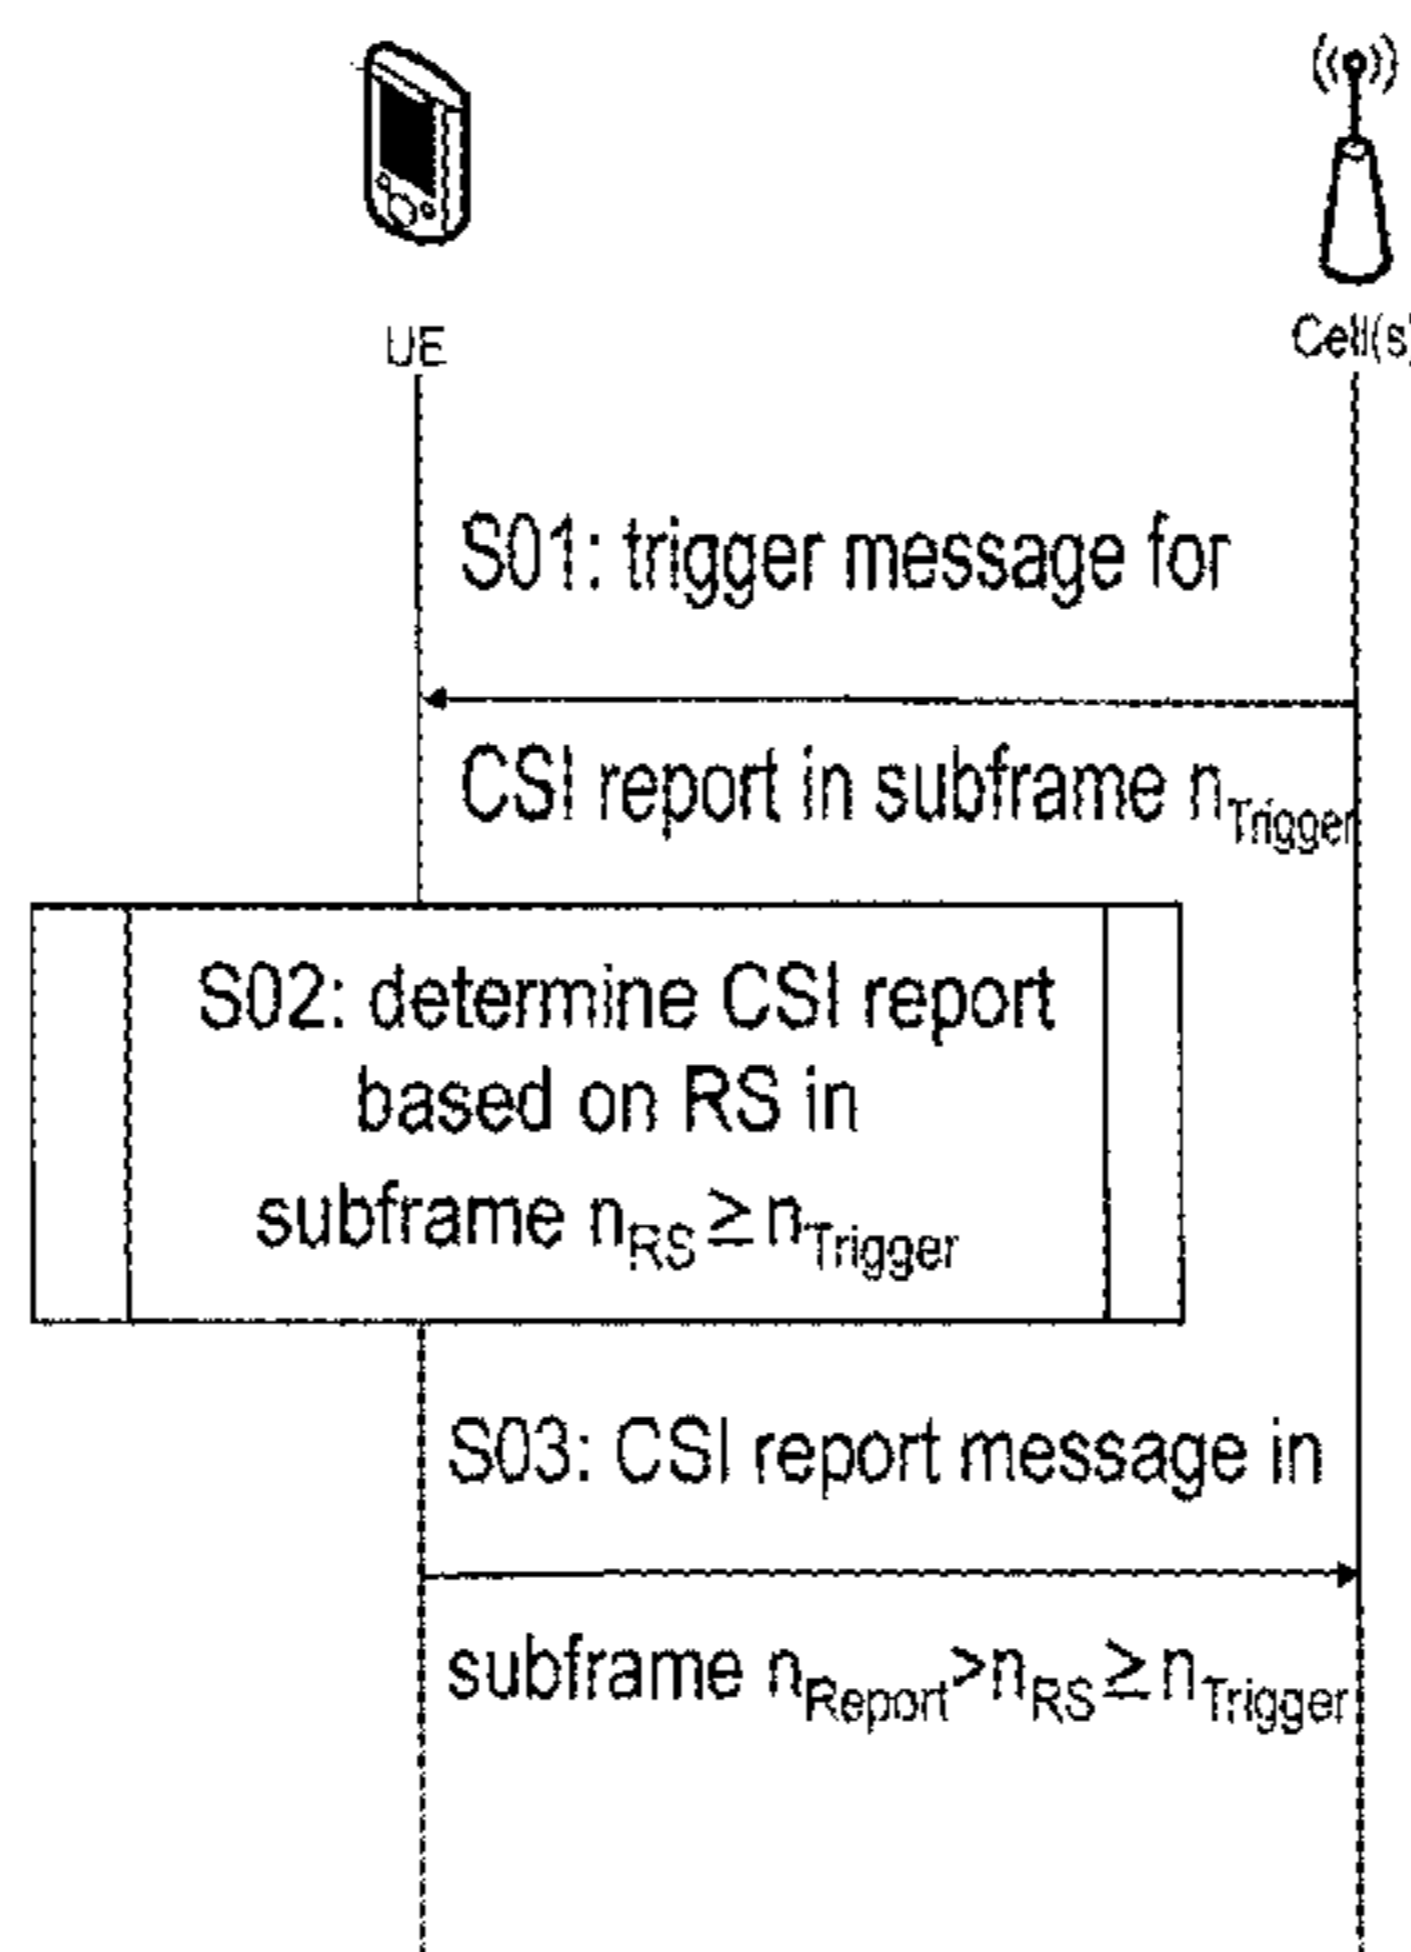 UE
Cell(s)
S01: trigger message for
CSI report in subframe nTrigger
S02: determine CSI report
based on RS in
subframe nRS≥nTrigger
S03: CSI report message in
subframe nReport>nRS≥nTrigger